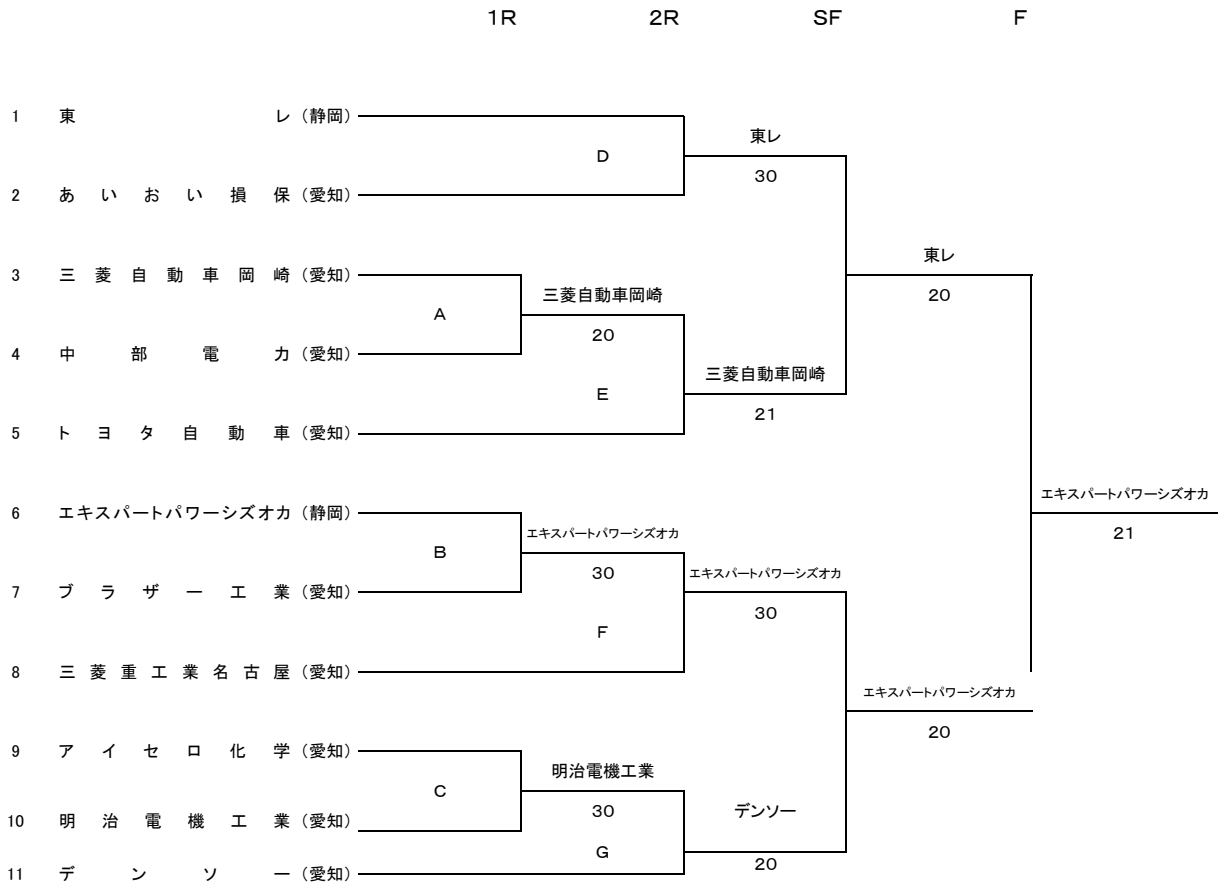 1R 2R SF F
1 東レ (静岡)
東レ
D
30
2 あいおい損保 (愛知)
東レ
3 三菱自動車岡崎 (愛知)
三菱自動車岡崎
20
A
20
4 中部電力 (愛知)
三菱自動車岡崎
E
21
5 トヨタ自動車 (愛知)
エキスパートパワーシズオカ
6 エキスパートパワーシズオカ (静岡)
エキスパートパワーシズオカ
21
B
30
エキスパートパワーシズオカ
7 ブラザー工業 (愛知)
30
F
8 三菱重工業名古屋 (愛知)
エキスパートパワーシズオカ
20
9 アイセロ化学 (愛知)
明治電機工業
C
30
デンソー
10 明治電機工業 (愛知)
G
20
11 デンソー (愛知)